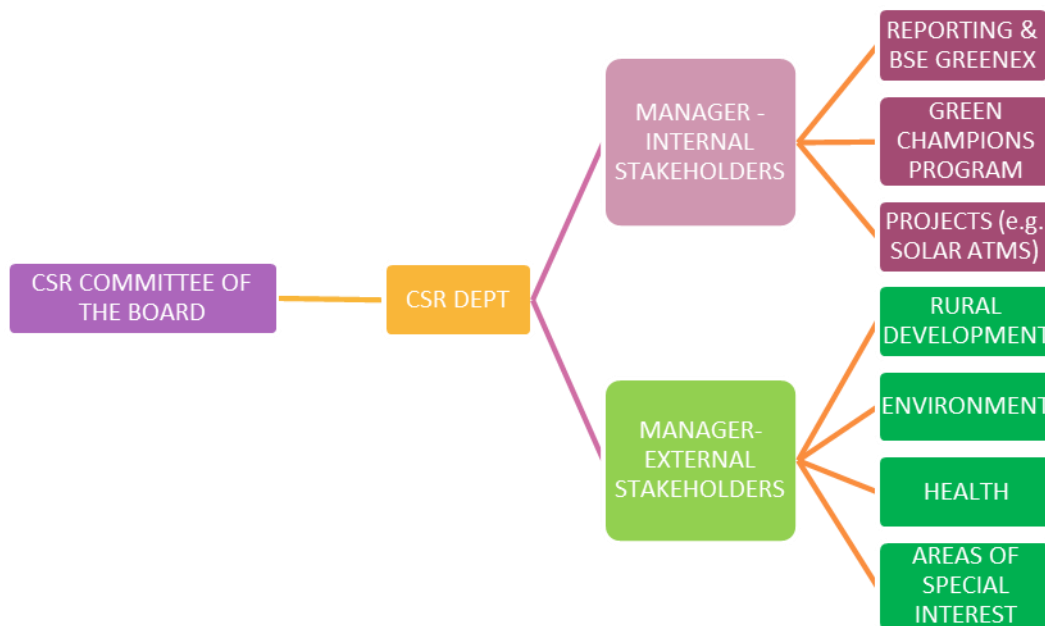 CSR COMMITTEE OF
THE BOARD
CSR DEPT
MANAGER -
INTERNAL
STAKEHOLDERS
REPORTING &
BSE GREENEX
GREEN
CHAMPIONS
PROGRAM
PROJECTS (e.g.
SOLAR ATMS)
MANAGER-
EXTERNAL
STAKEHOLDERS
RURAL
DEVELOPMENT
ENVIRONMENT
HEALTH
AREAS OF
SPECIAL
INTEREST